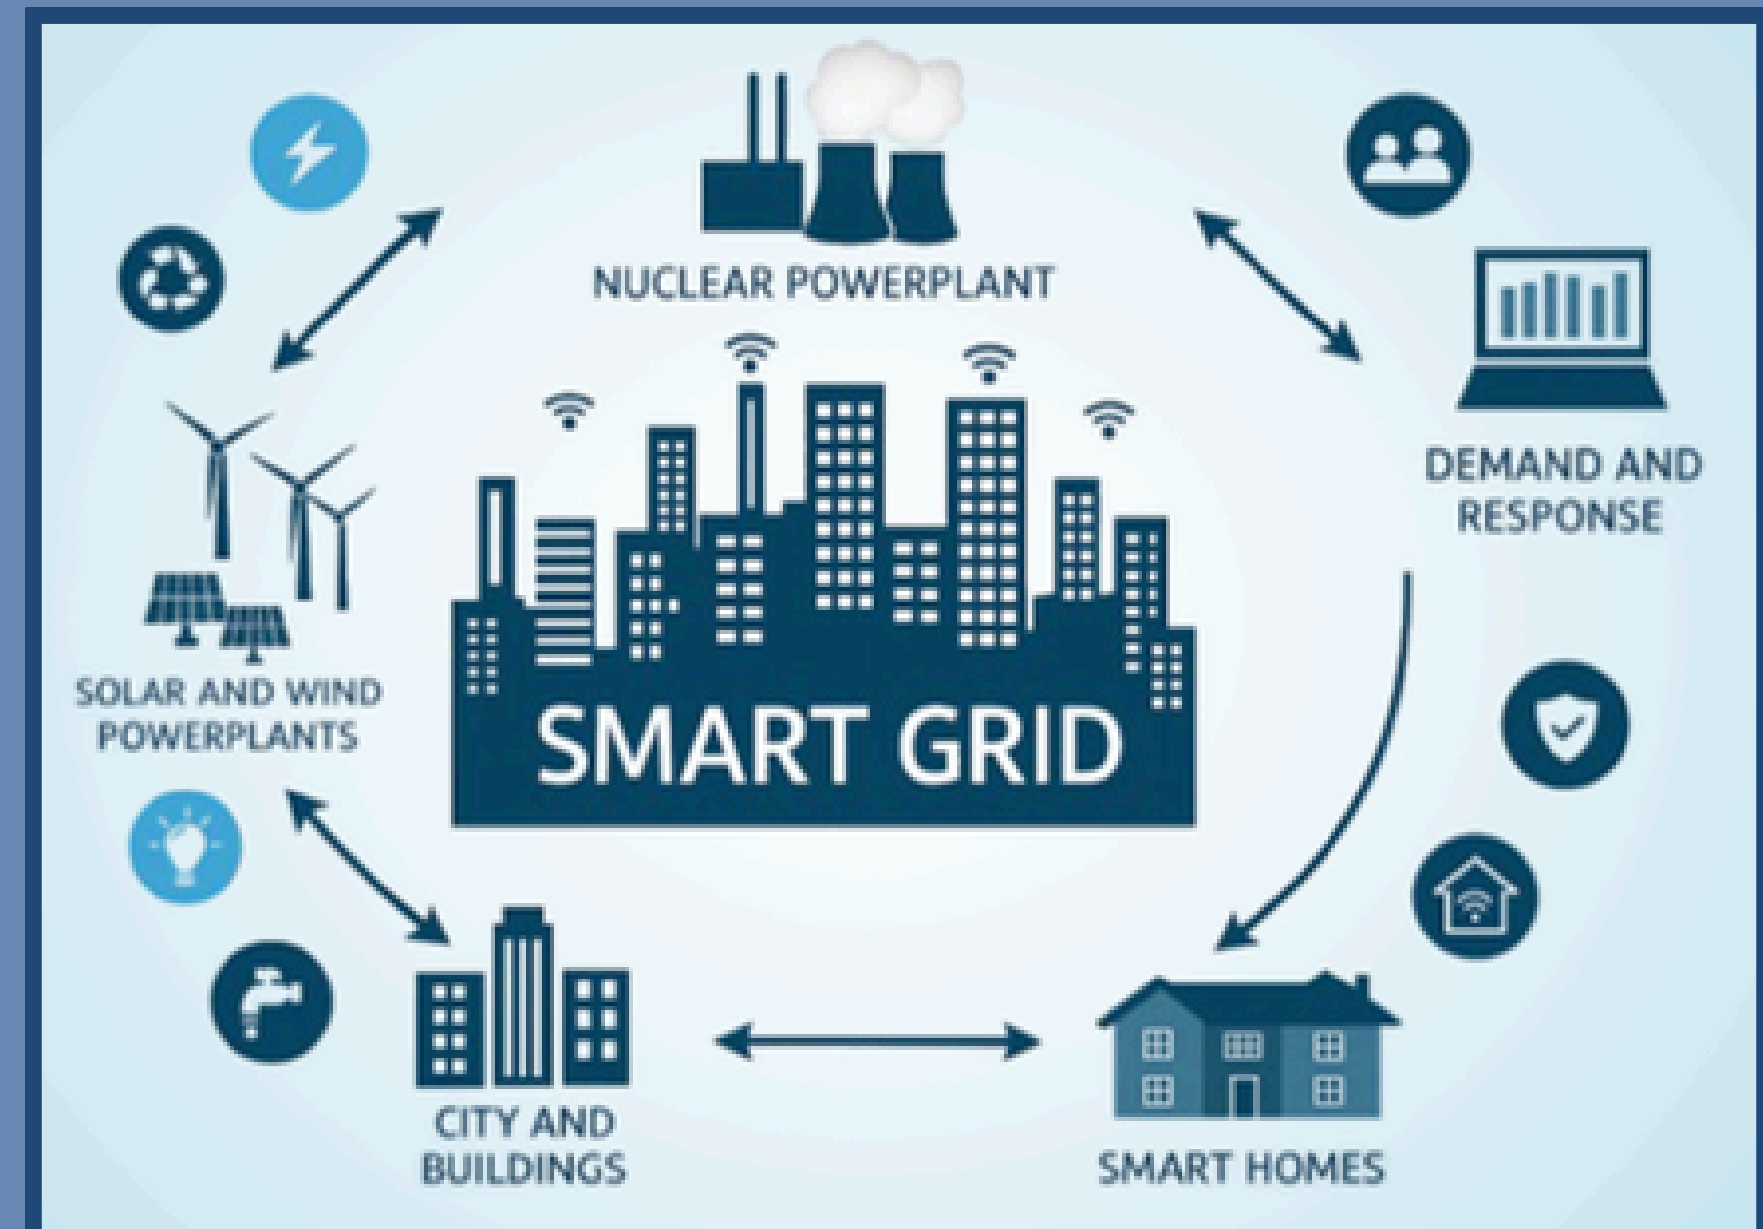 NUCLEAR POWERPLANT
DEMAND AND
RESPONSE
SOLAR AND WIND
POWERPLANTS
SMART GRID
CITY AND
BUILDINGS
SMART HOMES